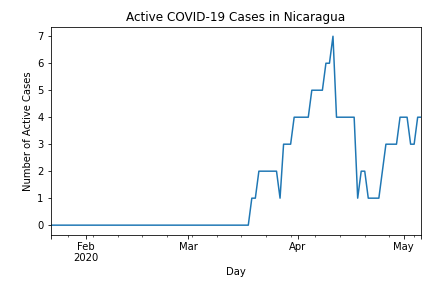 Active COVID-19 Cases in Nicaragua
Number of Active Cases
7
6
5
4
3
2
1
0
Feb
2020
Mar
Apr
May
Day